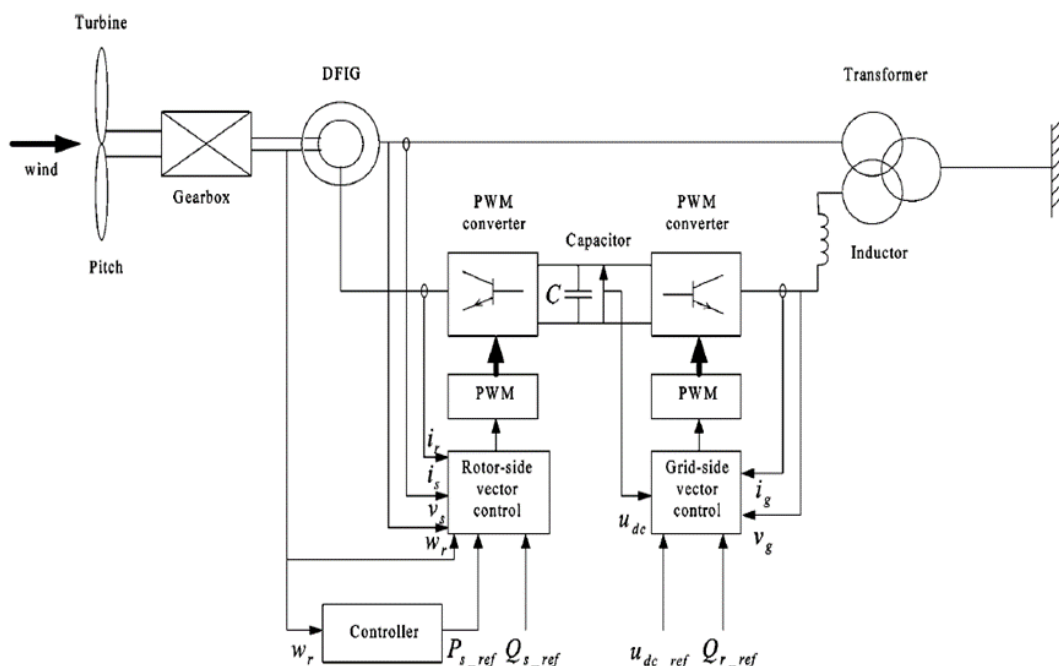 Turbine
DFIG
Transformer
wind
Gearbox
PWM
converter
PWM
converter
Capacitor
Inductor
Pitch
C
PWM
PWM
i_r
i_s
v_s
w_r
Rotor-side
vector
control
u_dc
Grid-side
vector
control
i_g
v_g
w_r
Controller
P_s_ref
Q_s_ref
u_dc_ref
Q_r_ref